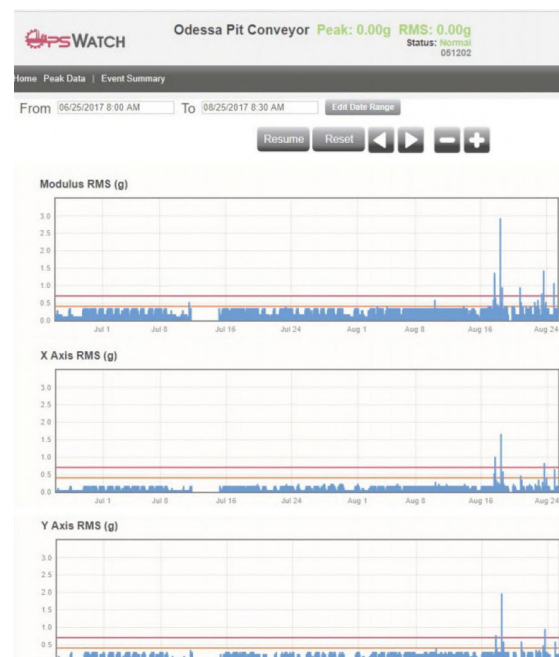 OPSWATCH
Odessa Pit Conveyor Peak: 0.00g RMS: 0.00g
Status: Normal
051202
Home Peak Data | Event Summary
From 06/25/2017 8:00 AM To 08/25/2017 8:30 AM Edit Date Range
Resume Reset
Modulus RMS (g)
3.0
2.5
2.0
1.5
1.0
0.5
0.0
Jul 1 Jul 8 Jul 16 Jul 24 Aug 1 Aug 8 Aug 16 Aug 24
X Axis RMS (g)
3.0
2.5
2.0
1.5
1.0
0.5
0.0
Jul 1 Jul 8 Jul 16 Jul 24 Aug 1 Aug 8 Aug 16 Aug 24
Y Axis RMS (g)
3.0
2.5
2.0
1.5
1.0
0.5